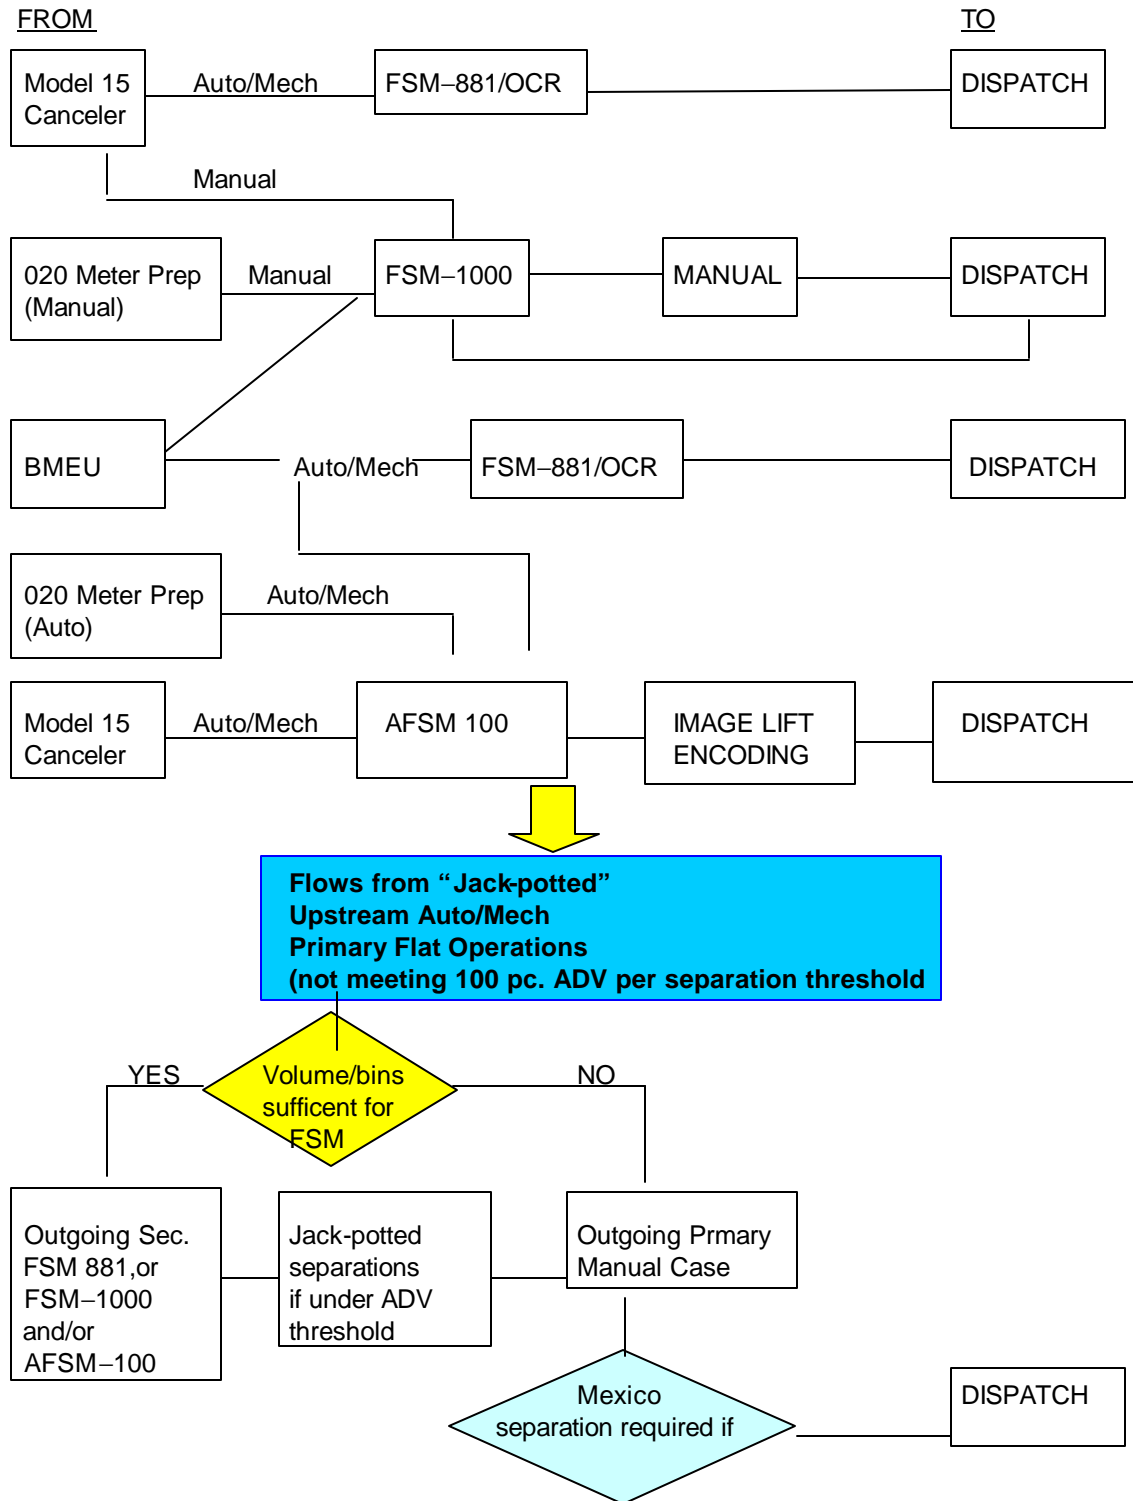 FROM
TO
Model 15
Canceler
Auto/Mech
FSM–881/OCR
DISPATCH
Manual
020 Meter Prep
(Manual)
Manual
FSM–1000
MANUAL
DISPATCH
BMEU
Auto/Mech
FSM–881/OCR
DISPATCH
020 Meter Prep
(Auto)
Auto/Mech
Model 15
Canceler
Auto/Mech
AFSM 100
IMAGE LIFT
ENCODING
DISPATCH
Flows from “Jack-potted”
Upstream Auto/Mech
Primary Flat Operations
(not meeting 100 pc. ADV per separation threshold
YES
Volume/bins
sufficent for
FSM
NO
Outgoing Sec.
FSM 881,or
FSM–1000
and/or
AFSM–100
Jack-potted
separations
if under ADV
threshold
Outgoing Prmary
Manual Case
Mexico
separation required if
DISPATCH